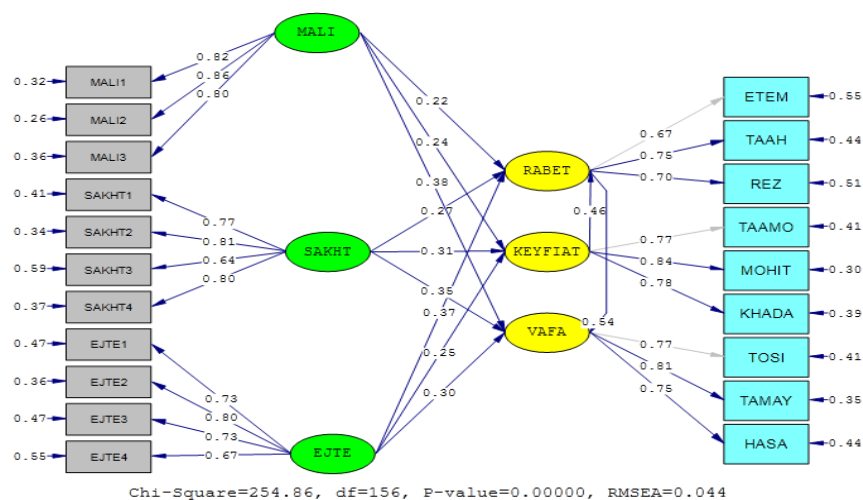 MALI
0.82
0.32 MALI1
0.86
0.26 MALI2
0.80
0.36 MALI3
0.41 SAKHT1
0.77
0.34 SAKHT2
0.81
0.59 SAKHT3
0.64
0.37 SAKHT4
0.80
SAKHT
0.47 EJTE1
0.73
0.36 EJTE2
0.80
0.47 EJTE3
0.73
0.55 EJTE4
0.67
EJTE
0.22
0.24
0.38
0.27
0.31
0.35
0.37
0.25
0.30
RABET
0.46
KEYFIAT
0.54
VAFA
0.67
ETEM 0.55
0.75
TAAH 0.44
0.70
REZ 0.51
0.77
TAAMO 0.41
0.84
MOHIT 0.30
0.78
KHADA 0.39
0.77
TOSI 0.41
0.81
TAMAY 0.35
0.75
HASA 0.44
Chi-Square=254.86, df=156, P-value=0.00000, RMSEA=0.044